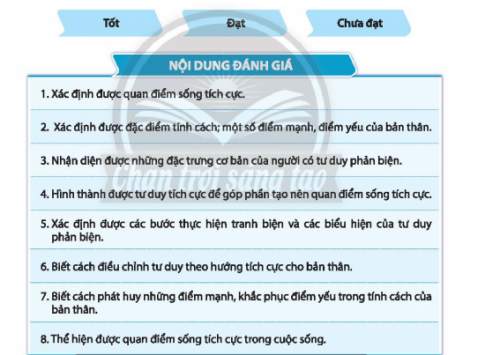 Tốt
Đạt
Chưa đạt
NỘI DUNG ĐÁNH GIÁ
1. Xác định được quan điểm sống tích cực.
2. Xác định được đặc điểm tính cách; một số điểm mạnh, điểm yếu của bản thân.
3. Nhận diện được những đặc trưng cơ bản của người có tư duy phản biện.
Chân trời sáng tạo
4. Hình thành được tư duy tích cực để góp phần tạo nên quan điểm sống tích cực.
5. Xác định được các bước thực hiện tranh biện và các biểu hiện của tư duy
phản biện.
6. Biết cách điều chỉnh tư duy theo hướng tích cực cho bản thân.
7. Biết cách phát huy những điểm mạnh, khắc phục điểm yếu trong tính cách của
bản thân.
8. Thể hiện được quan điểm sống tích cực trong cuộc sống.